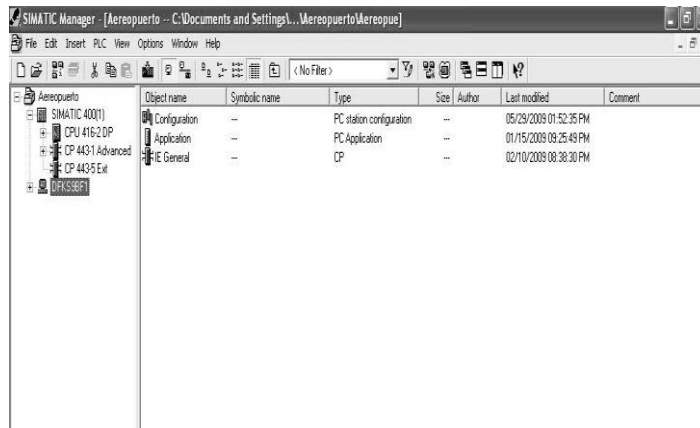 SIMATIC Manager - [Aereopuerto -- C:\Documents and Settings\...\Aereopuerto\Aereopue]
File Edit Insert PLC View Options Window Help
< No Filter >
Aereopuerto
SIMATIC 400(1)
CPU 416-2 DP
CP 443-1 Advanced
CP 443-5 Ext
DFKS9BF1
Object name Symbolic name Type Size Author Last modified Comment
Configuration --- PC station configuration --- 05/29/2009 01:52:35 PM
Application --- PC Application --- 01/15/2009 09:25:49 PM
IE General --- CP --- 02/10/2009 08:38:30 PM